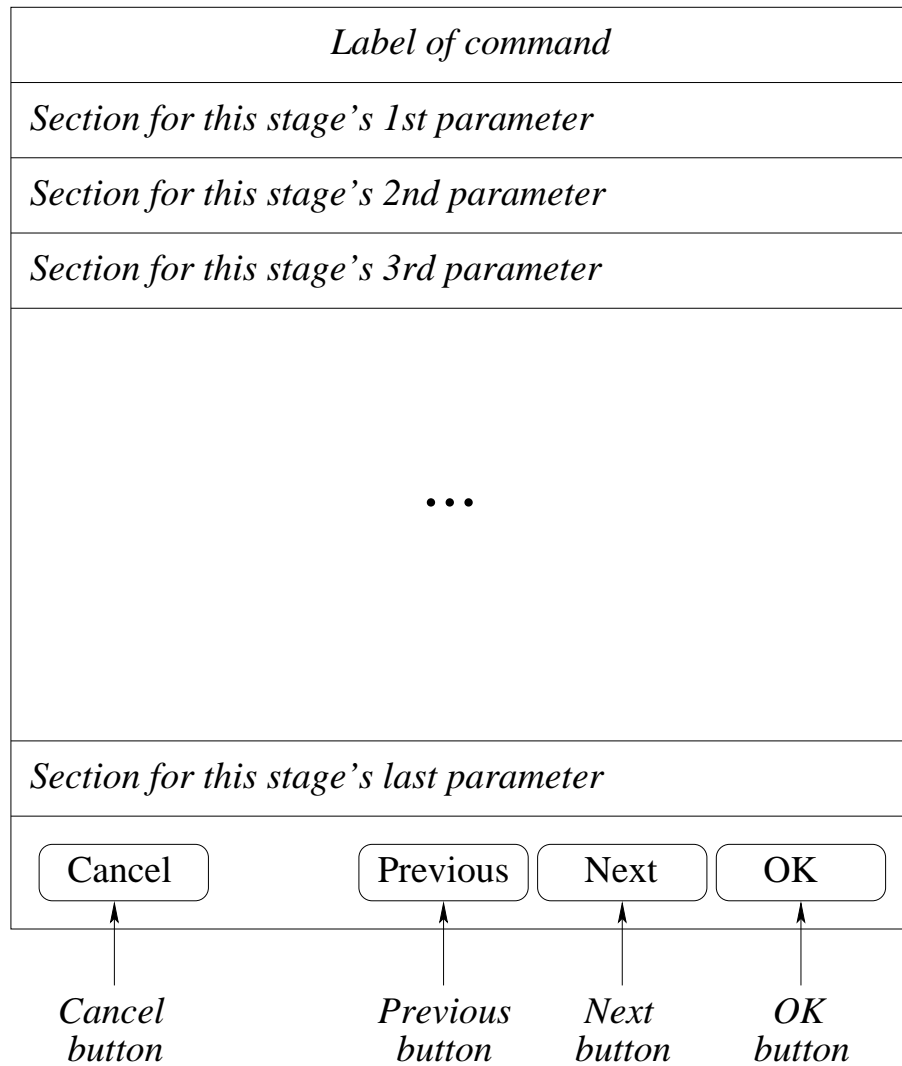 Label of command
Section for this stage's 1st parameter
Section for this stage's 2nd parameter
Section for this stage's 3rd parameter
...
Section for this stage's last parameter
Cancel Previous Next OK
Cancel Previous Next OK
button button button button